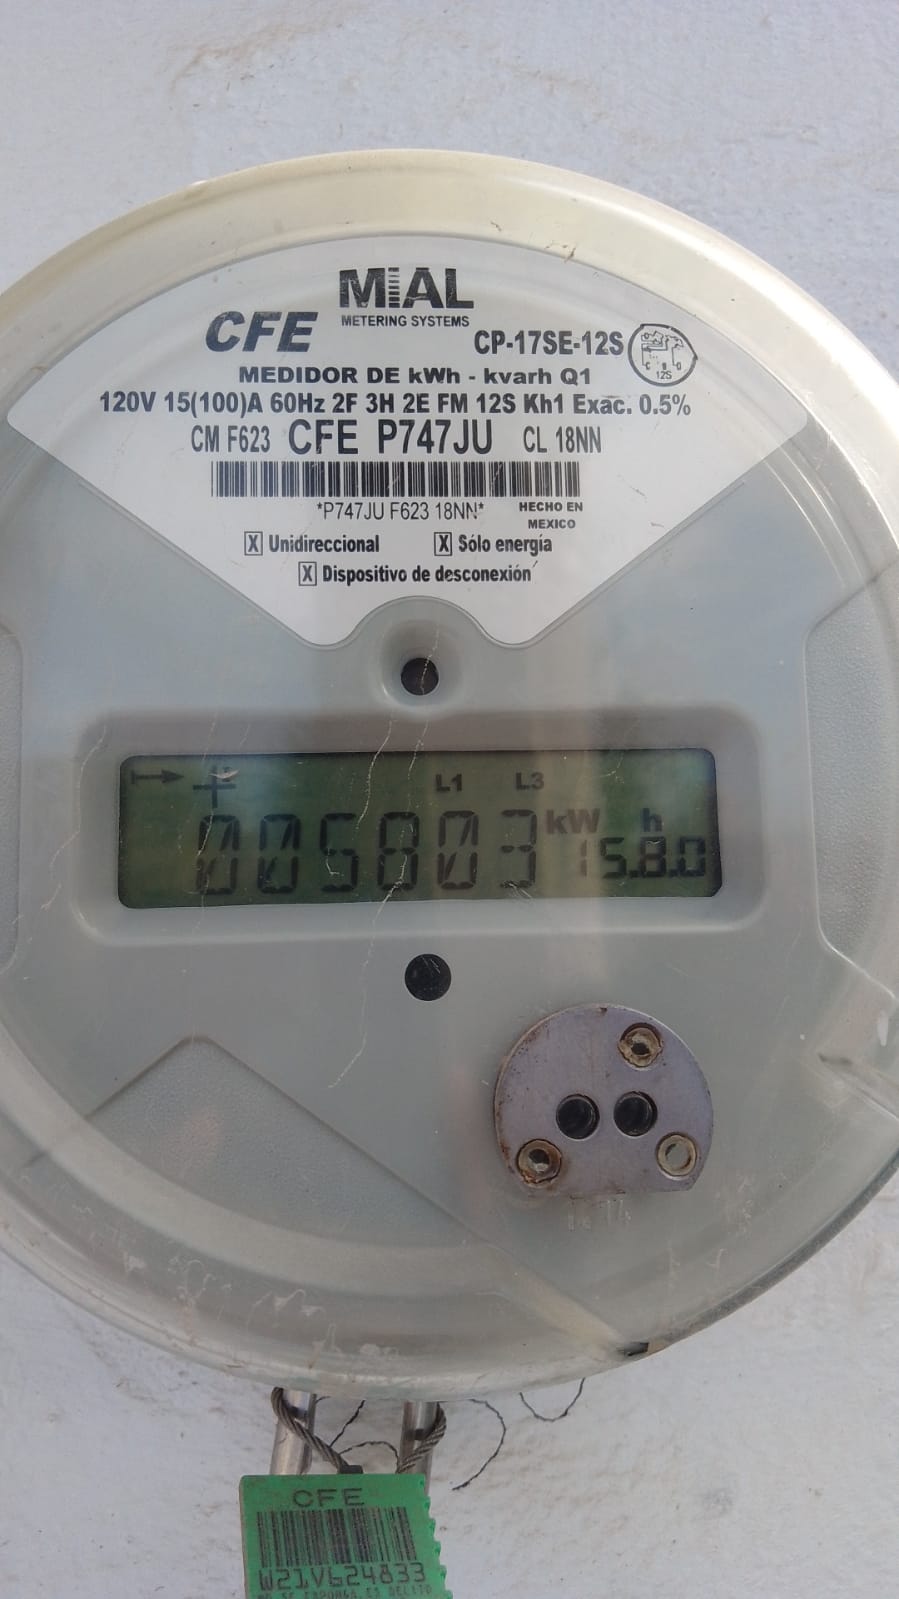 MIAL
METERING SYSTEMS
CFE
CP-17SE-12S
12S
MEDIDOR DE kWh - kvarh Q1
120V 15(100)A 60Hz 2F 3H 2E FM 12S Kh1 Exac. 0.5%
CM F623 CFE P747JU CL 18NN
*P747JU F623 18NN*
HECHO EN
MEXICO
X Unidireccional X Sólo energía
X Dispositivo de desconexión
L1 L3
005803 kW h
15.8.0
CFE
W21V624833